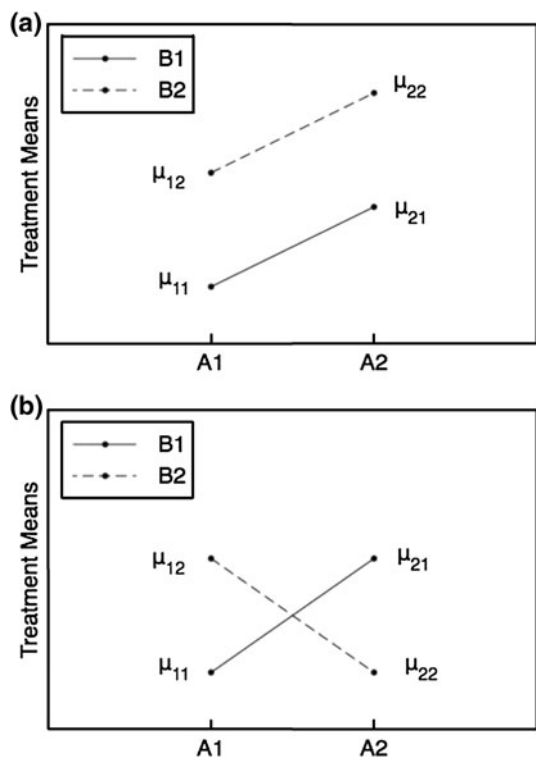 (a)
B1
B2
μ22
μ12
μ21
μ11
Treatment Means
A1 A2
(b)
B1
B2
μ12 μ21
μ11 μ22
Treatment Means
A1 A2